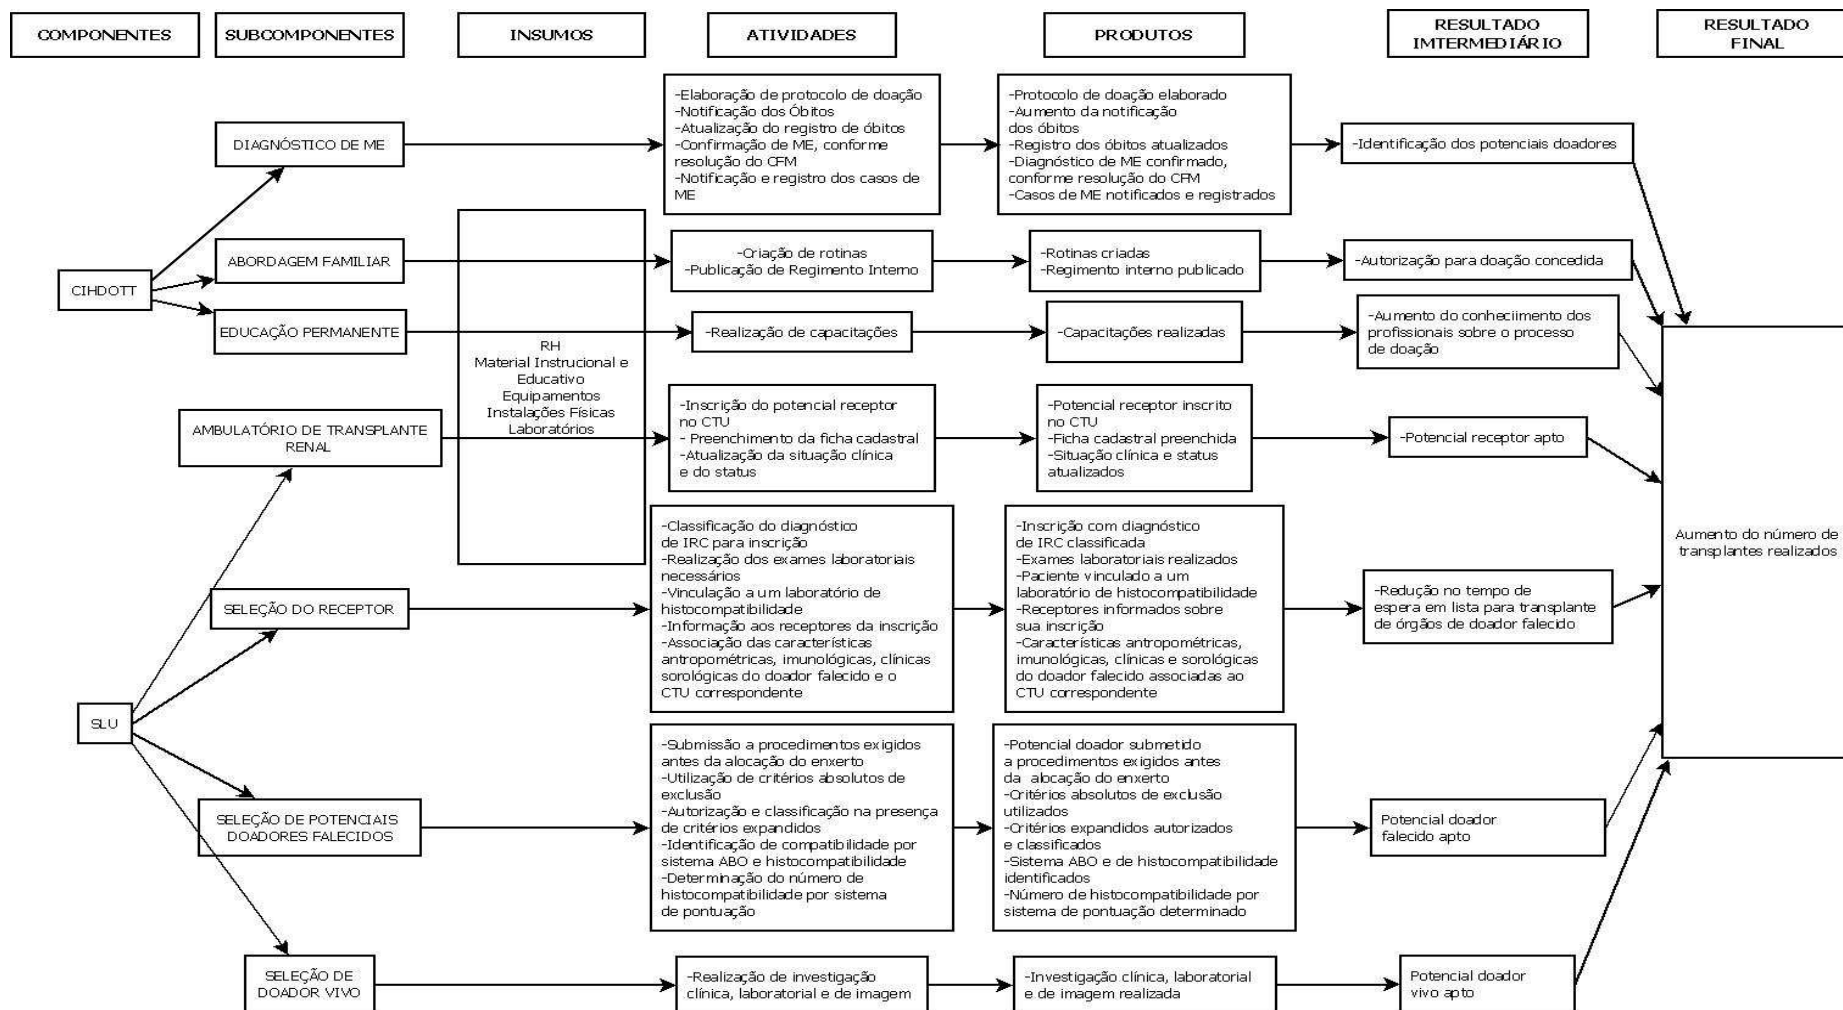 COMPONENTES
SUBCOMPONENTES
INSUMOS
ATIVIDADES
PRODUTOS
RESULTADO
IMTERMEDIÁRIO
RESULTADO
FINAL
CIHDOTT
DIAGNÓSTICO DE ME
-Elaboração de protocolo de doação
-Notificação dos Óbitos
-Atualização do registro de óbitos
-Confirmação de ME, conforme
resolução do CFM
-Notificação e registro dos casos de
ME
-Protocolo de doação elaborado
-Aumento da notificação
dos óbitos
-Registro dos óbitos atualizados
-Diagnóstico de ME confirmado,
conforme resolução do CFM
-Casos de ME notificados e registrados
-Identificação dos potenciais doadores
ABORDAGEM FAMILIAR
-Criação de rotinas
-Publicação de Regimento Interno
-Rotinas criadas
-Regimento interno publicado
-Autorização para doação concedida
EDUCAÇÃO PERMANENTE
-Realização de capacitações
-Capacitações realizadas
-Aumento do conheciimento dos
profissionais sobre o processo
de doação
RH
Material Instrucional e
Educativo
Equipamentos
Instalações Físicas
Laboratórios
SLU
AMBULATÓRIO DE TRANSPLANTE
RENAL
-Inscrição do potencial receptor
no CTU
- Preenchimento da ficha cadastral
-Atualização da situação clínica
e do status
-Potencial receptor inscrito
no CTU
-Ficha cadastral preenchida
-Situação clínica e status
atualizados
-Potencial receptor apto
SELEÇÃO DO RECEPTOR
-Classificação do diagnóstico
de IRC para inscrição
-Realização dos exames laboratoriais
necessários
-Vinculação a um laboratório de
histocompatibilidade
-Informação aos receptores da inscrição
-Associação das características
antropométricas, imunológicas, clínicas
sorológicas do doador falecido e o
CTU correspondente
-Inscrição com diagnóstico
de IRC classificada
-Exames laboratoriais realizados
-Paciente vinculado a um
laboratório de histocompatibilidade
-Receptores informados sobre
sua inscrição
-Características antropométricas,
imunológicas, clínicas e sorológicas
do doador falecido associadas ao
CTU correspondente
-Redução no tempo de
espera em lista para transplante
de órgãos de doador falecido
Aumento do número de
transplantes realizados
SELEÇÃO DE POTENCIAIS
DOADORES FALECIDOS
-Submissão a procedimentos exigidos
antes da alocação do enxerto
-Utilização de critérios absolutos de
exclusão
-Autorização e classificação na presença
de critérios expandidos
-Identificação de compatibilidade por
sistema ABO e histocompatibilidade
-Determinação do número de
histocompatibilidade por sistema
de pontuação
-Potencial doador submetido
a procedimentos exigidos antes
da alocação do enxerto
-Critérios absolutos de exclusão
utilizados
-Critérios expandidos autorizados
e classificados
-Sistema ABO e de histocompatibilidade
identificados
-Número de histocompatibilidade por
sistema de pontuação determinado
Potencial doador
falecido apto
SELEÇÃO DE
DOADOR VIVO
-Realização de investigação
clínica, laboratorial e de imagem
-Investigação clínica, laboratorial
e de imagem realizada
Potencial doador
vivo apto